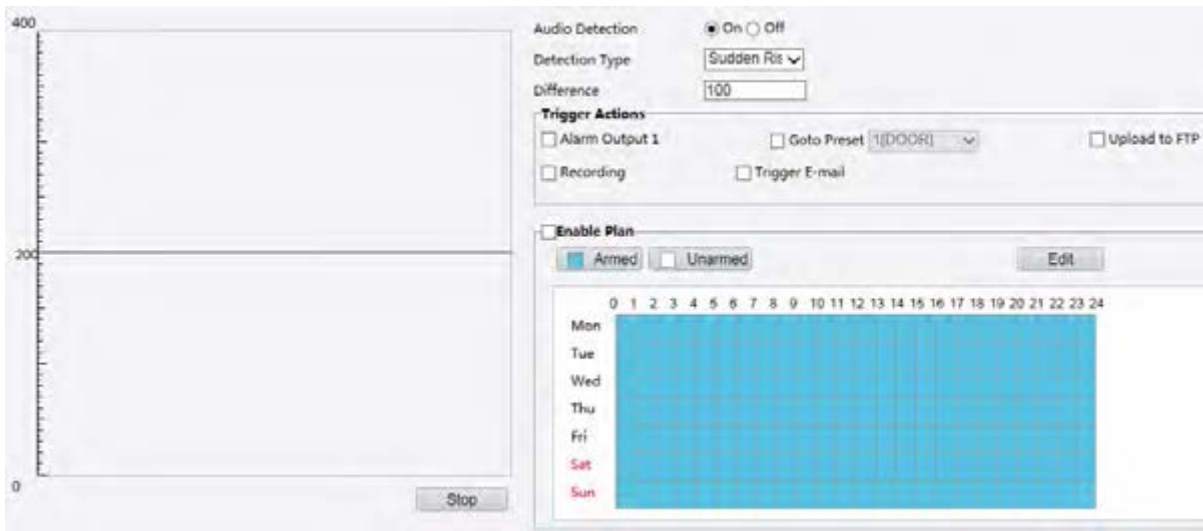 400
200
0
Stop
Audio Detection On Off
Detection Type Sudden Ris
Difference 100
Trigger Actions
Alarm Output 1 Goto Preset 1[DOOR] Upload to FTP
Recording Trigger E-mail
Enable Plan
Armed Unarmed Edit
0 1 2 3 4 5 6 7 8 9 10 11 12 13 14 15 16 17 18 19 20 21 22 23 24
Mon
Tue
Wed
Thu
Fri
Sat
Sun